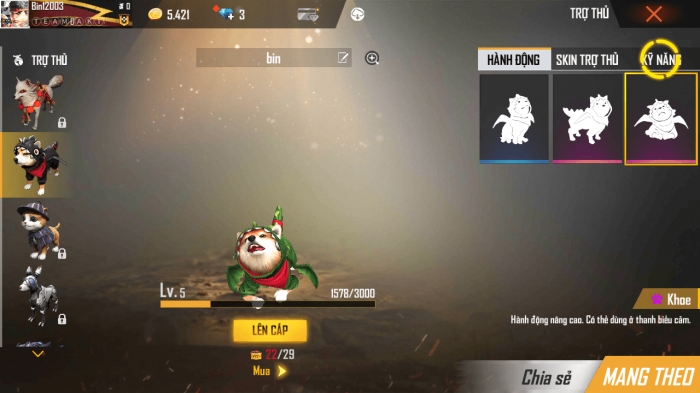 Bin12003
0
TEAMJAKI
5.421
3
TRỢ THỦ
TRỢ THỦ
bin
HÀNH ĐỘNG
SKIN TRỢ THỦ
KỸ NĂNG
Lv. 5
1578/3000
LÊN CẤP
22/29
Mua
Khoe
Hành động nâng cao. Có thể dùng ở thanh biểu cảm.
Chia sẻ
MANG THEO